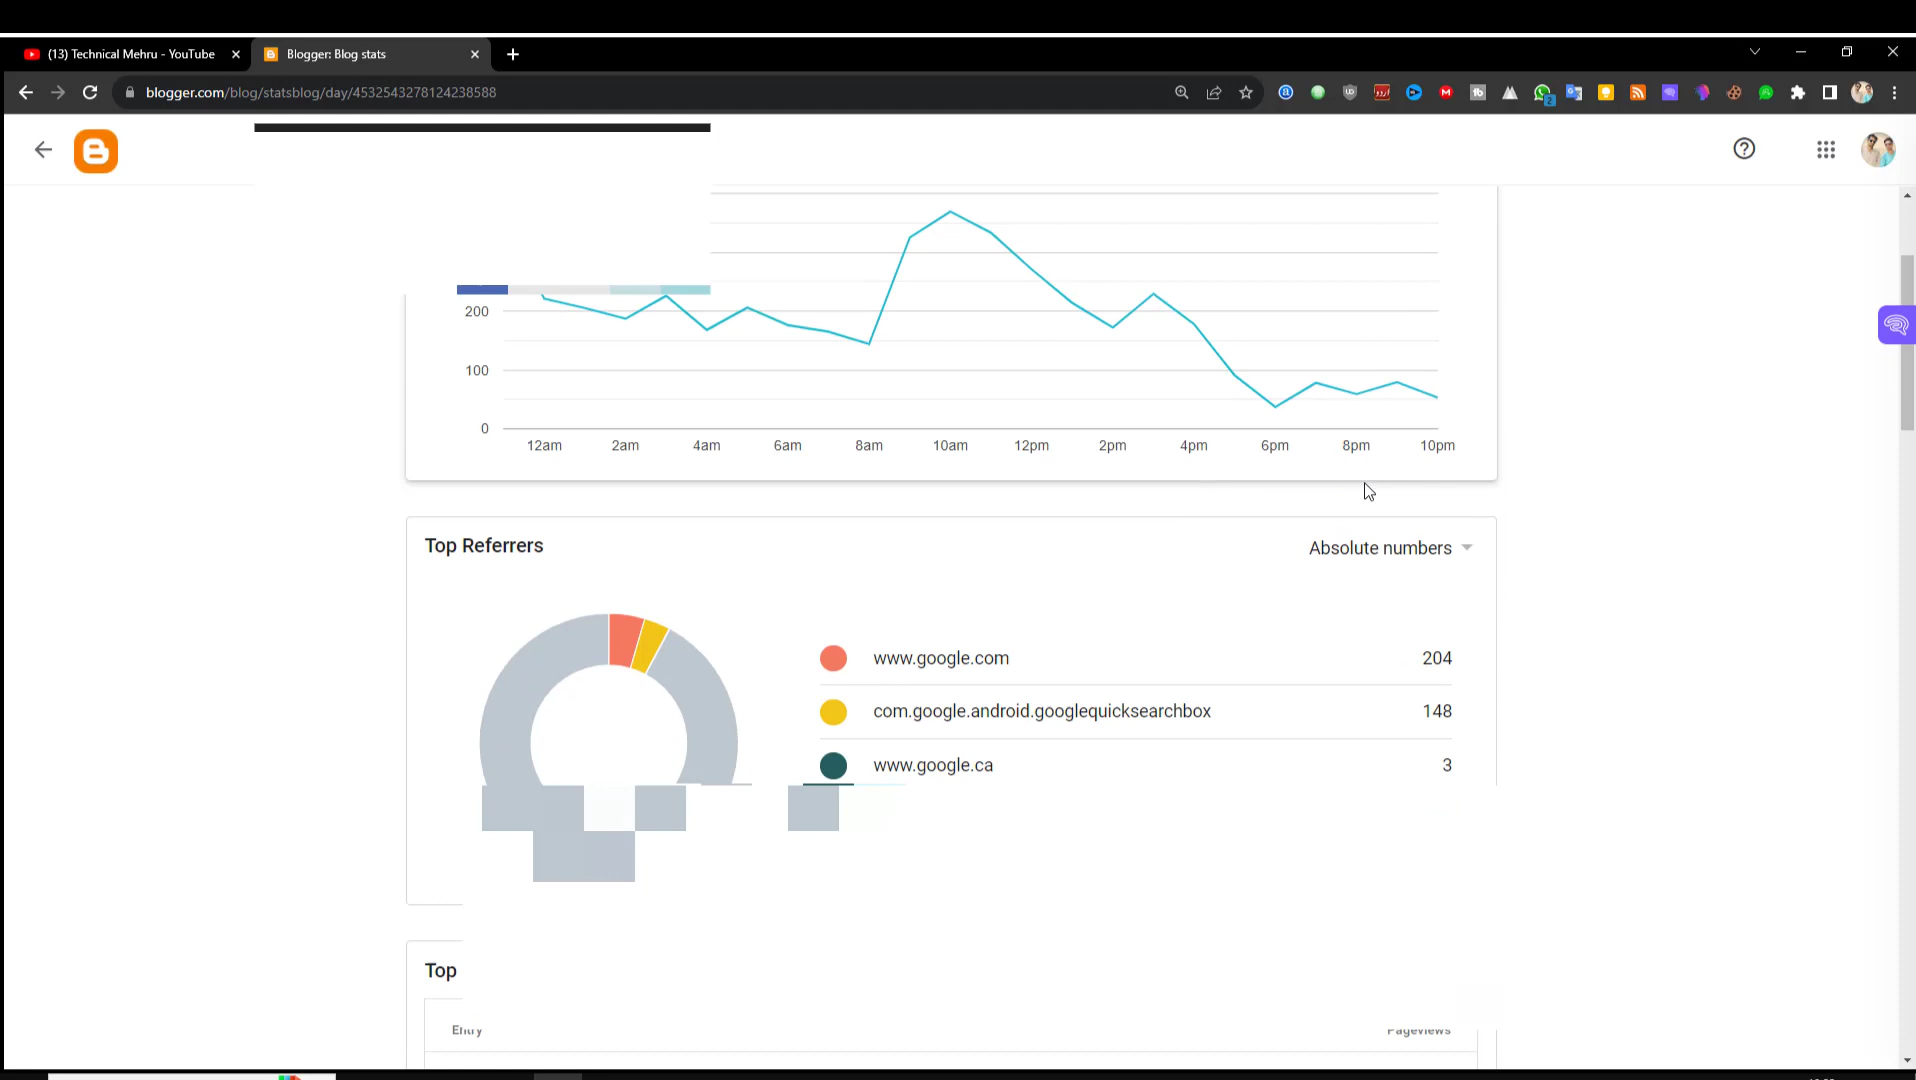 (13) Technical Mehru - YouTube
Blogger: Blog stats
blogger.com/blog/statsblog/day/4532543278124238588
200
100
0
12am 2am 4am 6am 8am 10am 12pm 2pm 4pm 6pm 8pm 10pm
Top Referrers
Absolute numbers
www.google.com 204
com.google.android.googlequicksearchbox 148
www.google.ca 3
Top
Entry Pageviews